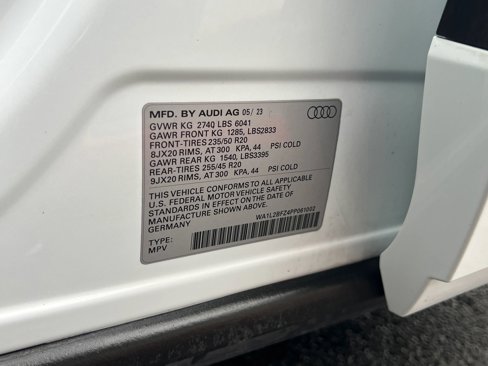 MFD. BY AUDI AG 05/ 23
GVWR KG 2740 LBS 6041
GAWR FRONT KG 1285, LBS2833
FRONT-TIRES235/50 R20
8JX20 RIMS, AT 300 KPA, 44 PSI COLD
GAWR REAR KG 1540, LBS3395
REAR-TIRES 255/45 R20
9JX20 RIMS, AT 300 KPA, 44 PSI COLD
THIS VEHICLE CONFORMS TO ALL APPLICABLE
U.S. FEDERAL MOTOR VEHICLE SAFETY
STANDARDS IN EFFECT ON THE DATE OF
MANUFACTURE SHOWN ABOVE.
GERMANY
WA1L2BFZ4PP061002
TYPE:
MPV